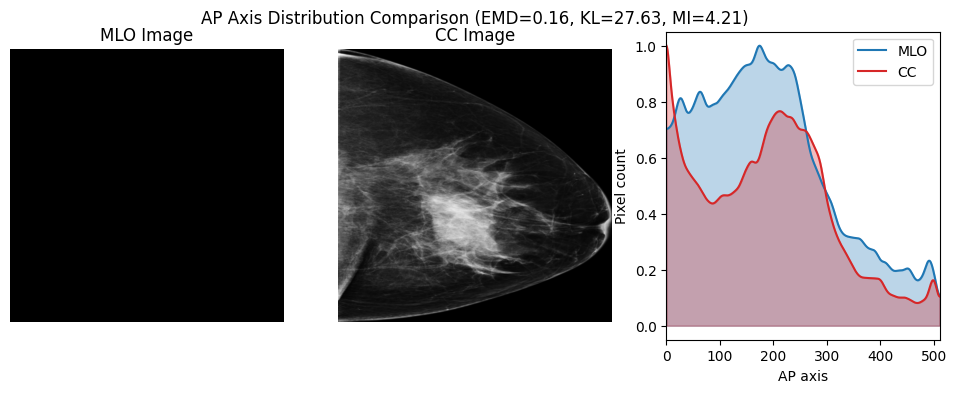 AP Axis Distribution Comparison (EMD=0.16, KL=27.63, MI=4.21)
MLO Image
CC Image
MLO
CC
Pixel count
1.0
0.8
0.6
0.4
0.2
0.0
0 100 200 300 400 500
AP axis